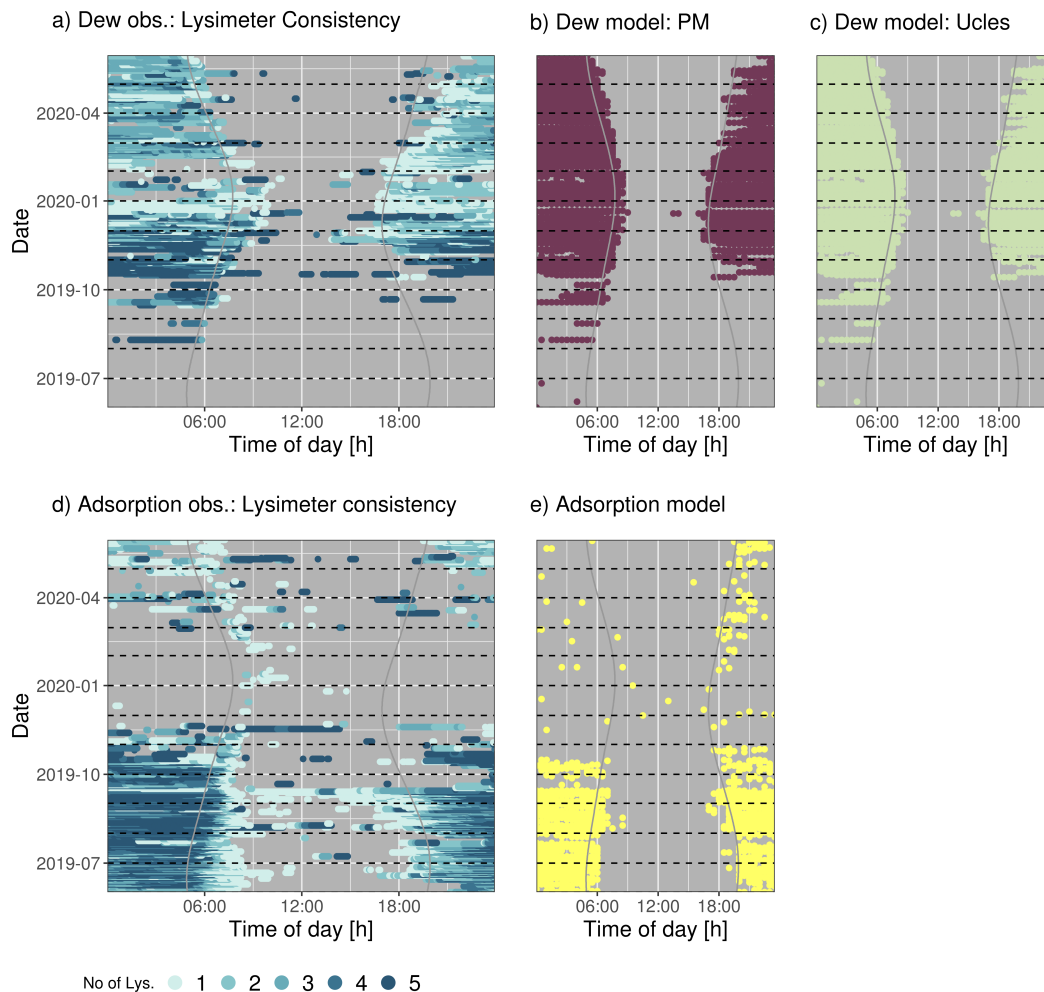 a) Dew obs.: Lysimeter Consistency
b) Dew model: PM
c) Dew model: Ucles
Date
2020-04
2020-01
2019-10
2019-07
06:00 12:00 18:00
06:00 12:00 18:00
06:00 12:00 18:00
Time of day [h]
Time of day [h]
Time of day [h]
d) Adsorption obs.: Lysimeter consistency
e) Adsorption model
Date
2020-04
2020-01
2019-10
2019-07
06:00 12:00 18:00
06:00 12:00 18:00
Time of day [h]
Time of day [h]
No of Lys. 1 2 3 4 5